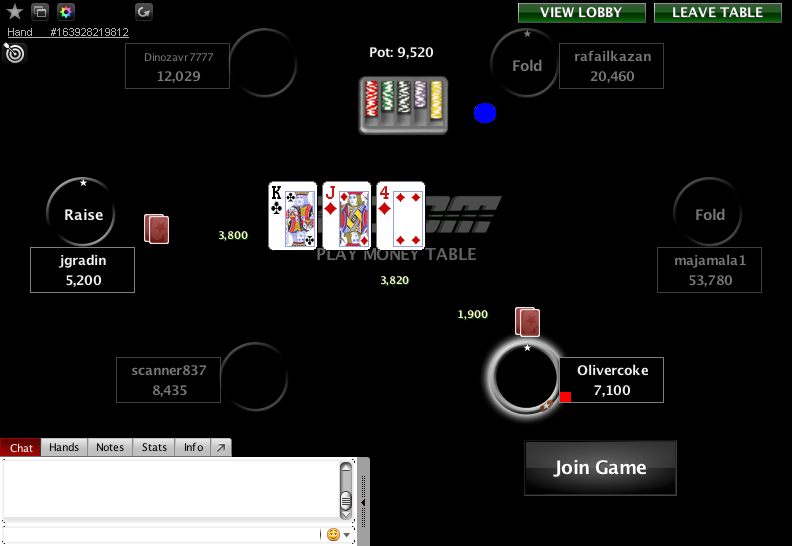 VIEW LOBBY
LEAVE TABLE
Hand #163928219812
Dinozavr7777
12,029
Pot: 9,520
Fold
rafailkazan
20,460
K
J
4
Raise
jgradin
5,200
3,800
PLAY MONEY TABLE
Fold
majamala1
53,780
3,820
1,900
scanner837
8,435
Olivercoke
7,100
Chat
Hands
Notes
Stats
Info
Join Game